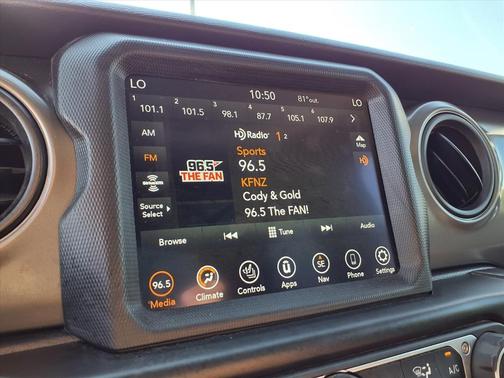 LO 10:50 81°out. LO
1 101.1 2 101.5 3 98.1 4 87.7 5 105.1 6 107.9
AM
HD Radio 1 2
Map
FM
Sports
96.5
HD
96.5
THE FAN
KFNZ
SiriusXM
Cody & Gold
Source
Select
96.5 The FAN!
Browse Tune Audio
SE
96.5
Media Climate Controls Apps Nav Phone Settings
A/C